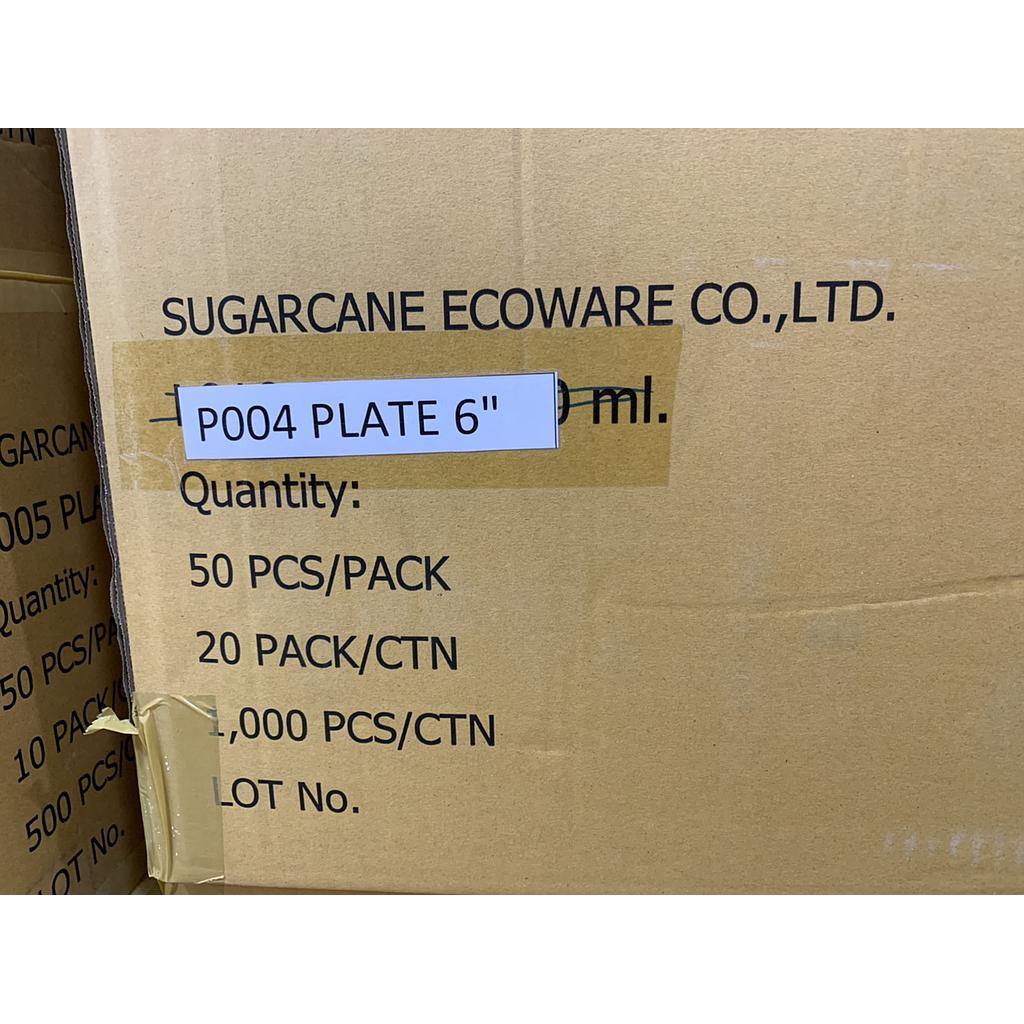 SUGARCANE ECOWARE CO.,LTD.
P004 PLATE 6"
ml.
Quantity:
50 PCS/PACK
20 PACK/CTN
1,000 PCS/CTN
LOT No.
GARCAN
005 PLA
Quantity:
50 PCS/PA
10 PACK/
500 PCS/
LOT No.